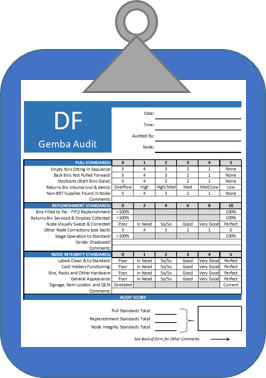 DF
Gemba Audit
Date:
Time:
Audited By:
Node:
PULL STANDARDS: 0 1 2 3 4 5
Empty Bins Sitting in Sequence: 5 4 3 2 1 None
Back Bins Not Pulled Forward: 5 4 3 2 1 None
Stockouts (Both Bins Gone): 5 4 3 2 1 None
Returns Bin Volume (vol & items): Overflow High High/Med Med Med/Low Low
Non-BBT Supplies Found in Node: 5 4 3 2 1 None
Comments:
REPLENISHMENT STANDARDS: 0 2 4 6 8 10
Bins Filled to Par - FIFO Replenishment <100% 100%
Returns Bin Serviced & Empties Collected <100% 100%
Node Visually Swept & Corrected Poor In Need So/So Good Very Good Perfect
Other Node Corrections (see back) 5 4 3 2 1 0
Stage Operation to Standard <100% 100%
Strider Shadowed
Comments:
NODE INTEGRITY STANDARDS: 0 1 2 3 4 5
Labels Clean & to Standard: Poor In Need So/So Good Very Good Perfect
Card Holders Functioning: Poor In Need So/So Good Very Good Perfect
Bins, Racks and Other Hardware: Poor In Need So/So Good Very Good Perfect
General Appearance: Poor In Need So/So Good Very Good Perfect
Signage, Item Locator, and QCN: Outdated Current
Comments:
AUDIT SCORE
Pull Standards Total:
Replenishment Standards Total:
Node Integrity Standards Total:
See Back of Form for Other Comments